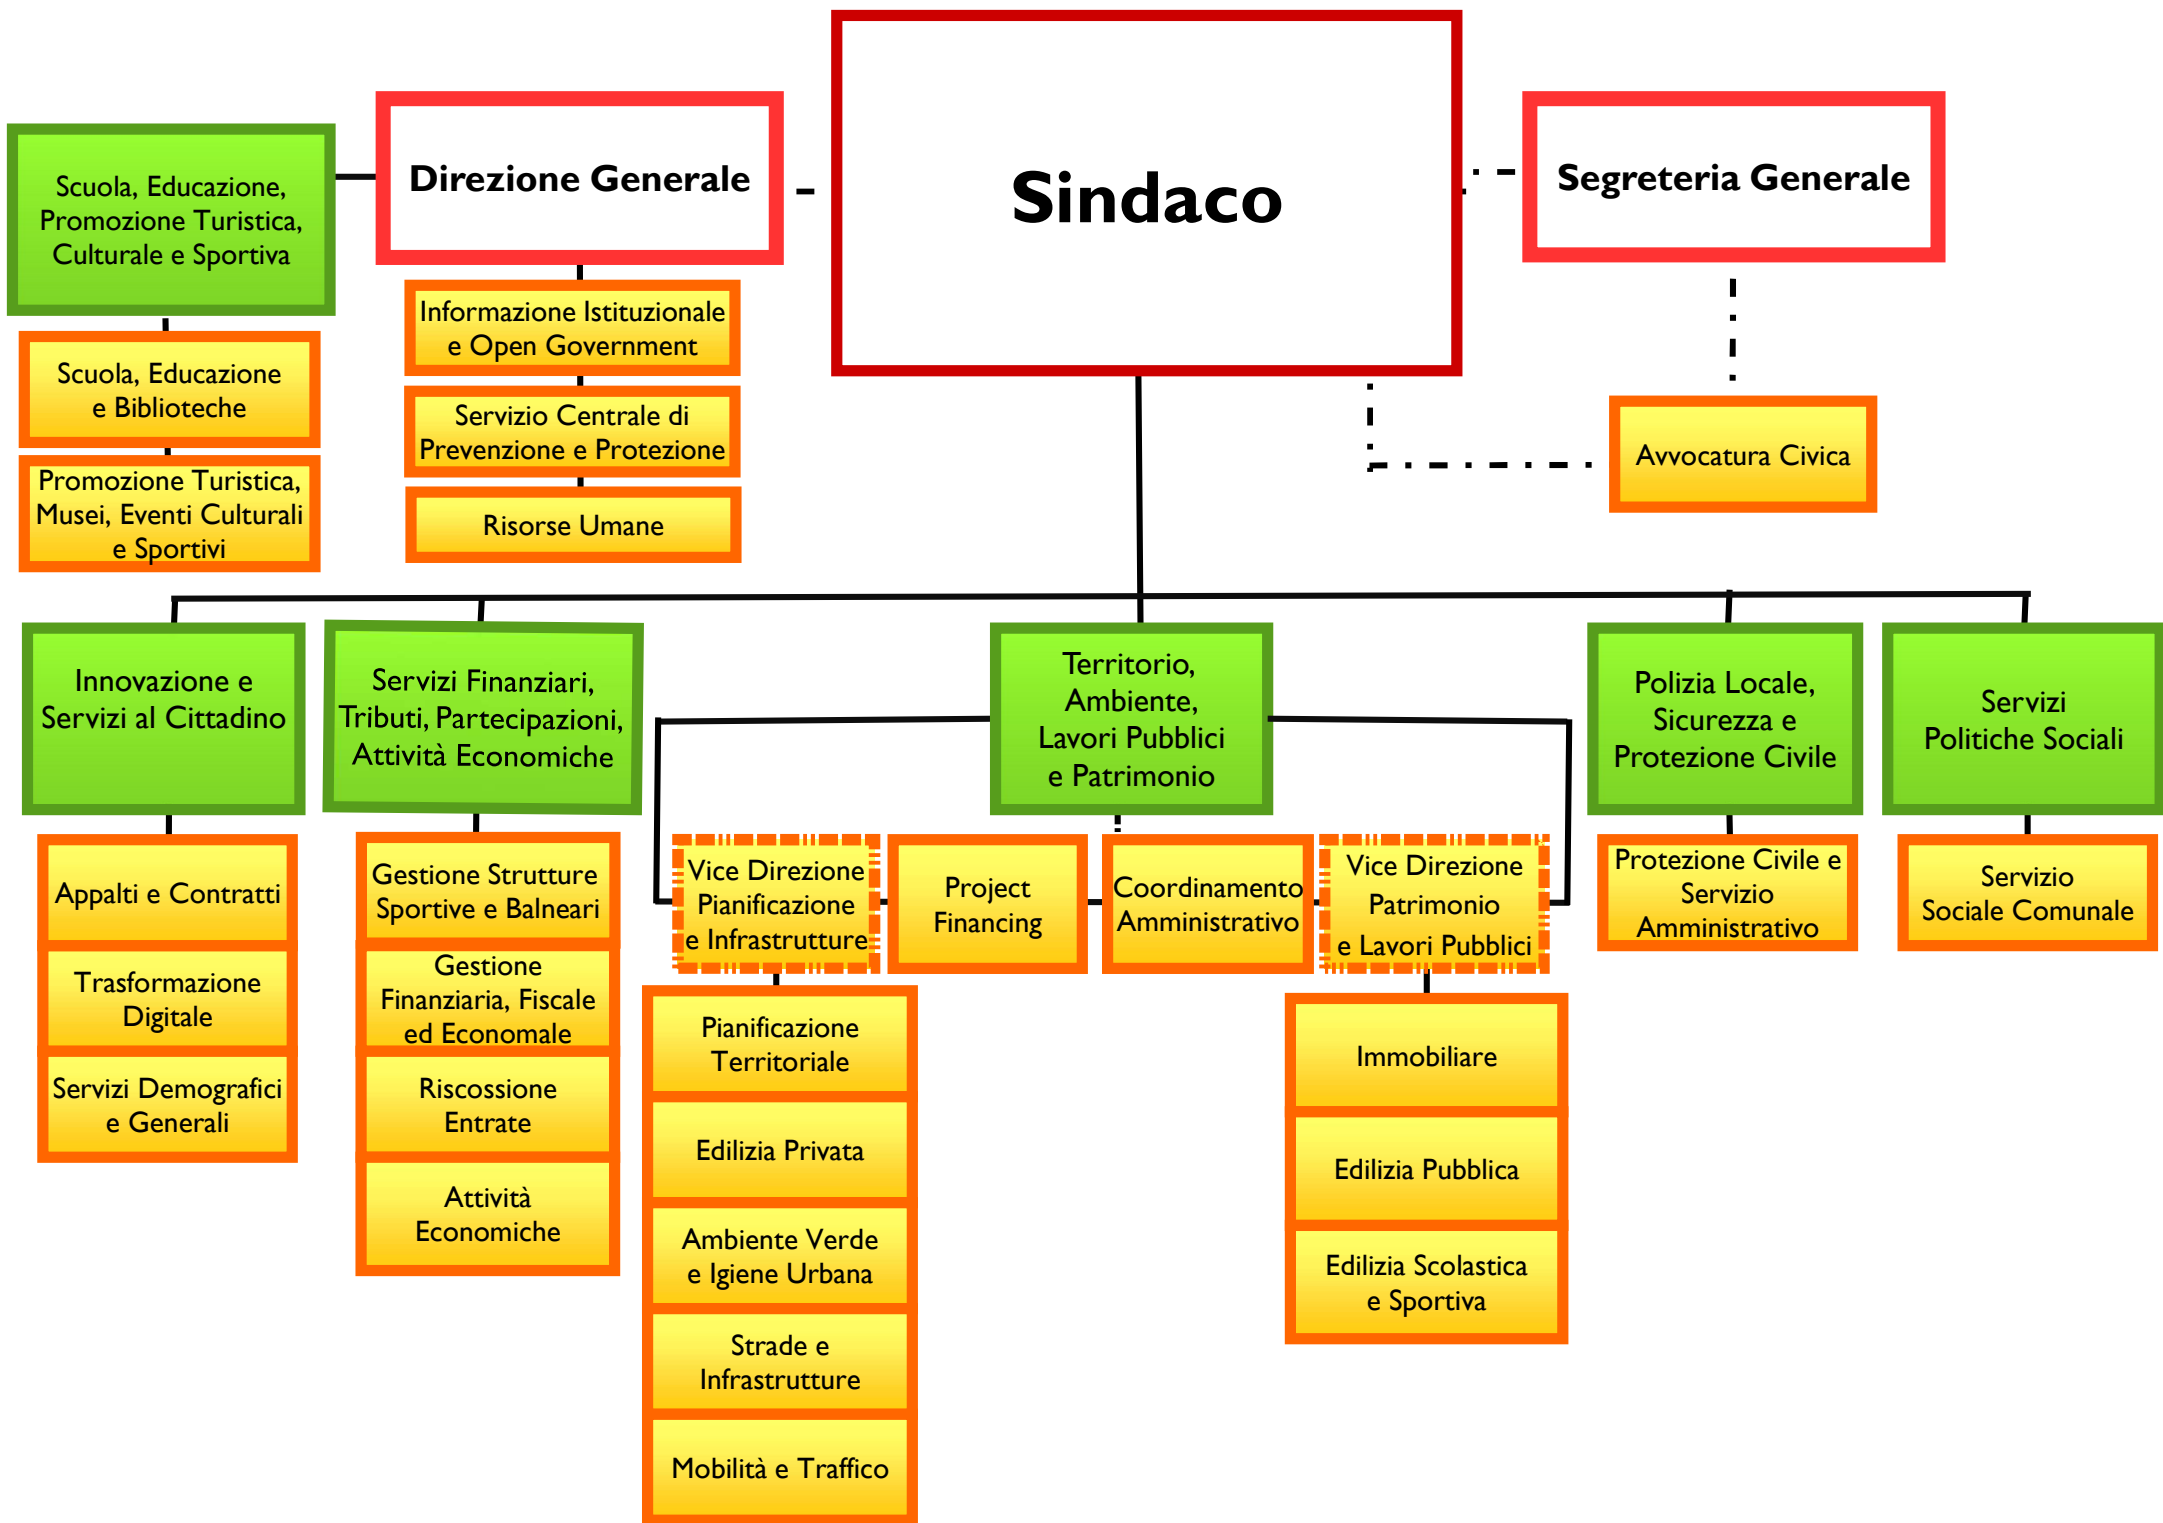 Sindaco
Direzione Generale
Segreteria Generale
Scuola, Educazione,
Promozione Turistica,
Culturale e Sportiva
Scuola, Educazione
e Biblioteche
Promozione Turistica,
Musei, Eventi Culturali
e Sportivi
Informazione Istituzionale
e Open Government
Servizio Centrale di
Prevenzione e Protezione
Risorse Umane
Avvocatura Civica
Innovazione e
Servizi al Cittadino
Appalti e Contratti
Trasformazione
Digitale
Servizi Demografici
e Generali
Servizi Finanziari,
Tributi, Partecipazioni,
Attività Economiche
Gestione Strutture
Sportive e Balneari
Gestione
Finanziaria, Fiscale
ed Economale
Riscossione
Entrate
Attività
Economiche
Territorio,
Ambiente,
Lavori Pubblici
e Patrimonio
Vice Direzione
Pianificazione
e Infrastrutture
Project
Financing
Coordinamento
Amministrativo
Vice Direzione
Patrimonio
e Lavori Pubblici
Pianificazione
Territoriale
Edilizia Privata
Ambiente Verde
e Igiene Urbana
Strade e
Infrastrutture
Mobilità e Traffico
Immobiliare
Edilizia Pubblica
Edilizia Scolastica
e Sportiva
Polizia Locale,
Sicurezza e
Protezione Civile
Protezione Civile e
Servizio
Amministrativo
Servizi
Politiche Sociali
Servizio
Sociale Comunale